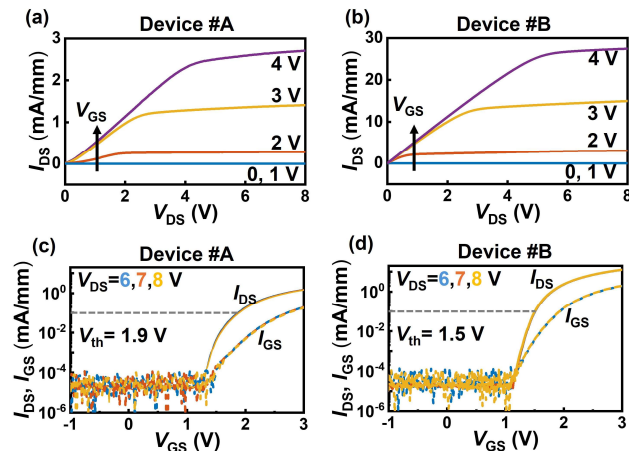 (a) Device #A
I_DS (mA/mm)
3
2
1
0
V_GS
4 V
3 V
2 V
0, 1 V
0 2 4 6 8
V_DS (V)
(b) Device #B
I_DS (mA/mm)
30
20
10
0
V_GS
4 V
3 V
2 V
0, 1 V
0 2 4 6 8
V_DS (V)
(c) Device #A
I_DS, I_GS (mA/mm)
V_DS=6,7,8 V
10^0
10^-2
10^-4
10^-6
I_DS
I_GS
V_th = 1.9 V
-1 0 1 2 3
V_GS (V)
(d) Device #B
I_DS, I_GS (mA/mm)
V_DS=6,7,8 V
10^0
10^-2
10^-4
10^-6
I_DS
I_GS
V_th = 1.5 V
-1 0 1 2 3
V_GS (V)